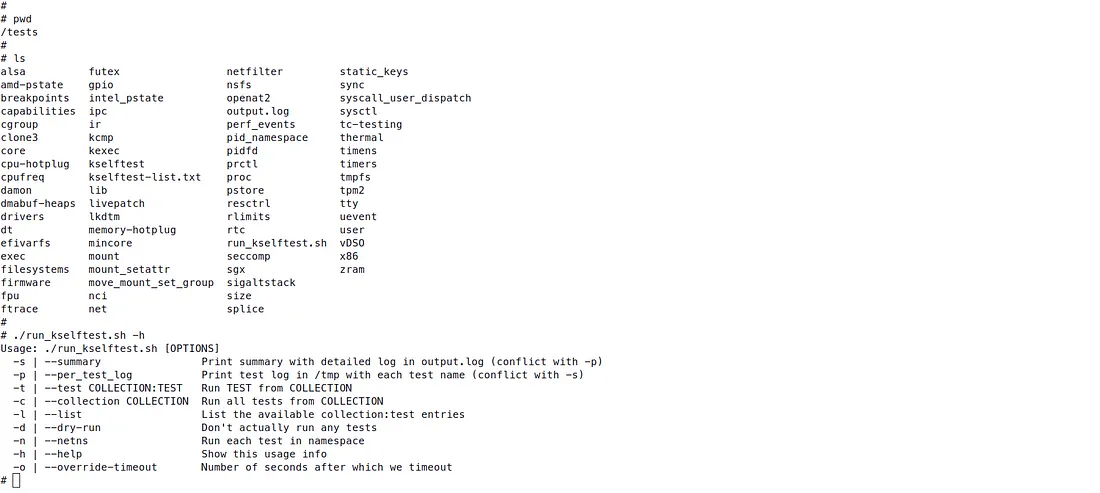 #
# pwd
/tests
#
# ls
alsa          futex                 netfilter         static_keys
amd-pstate    gpio                  nsfs              sync
breakpoints   intel_pstate          openat2           syscall_user_dispatch
capabilities  ipc                   output.log        sysctl
cgroup        ir                    perf_events       tc-testing
clone3        kcmp                  pid_namespace     thermal
core          kexec                 pidfd             timens
cpu-hotplug   kselftest             prctl             timers
cpufreq       kselftest-list.txt    proc              tmpfs
damon         lib                   pstore            tpm2
dmabuf-heaps  livepatch             resctrl           tty
drivers       lkdtm                 rlimits           uevent
dt            memory-hotplug        rtc               user
efivarfs      mincore               run_kselftest.sh  vDSO
exec          mount                 seccomp           x86
filesystems   mount_setattr         sgx               zram
firmware      move_mount_set_group  sigaltstack
fpu           nci                   size
ftrace        net                   splice
#
# ./run_kselftest.sh -h
Usage: ./run_kselftest.sh [OPTIONS]
  -s | --summary                Print summary with detailed log in output.log (conflict with -p)
  -p | --per_test_log           Print test log in /tmp with each test name (conflict with -s)
  -t | --test COLLECTION:TEST   Run TEST from COLLECTION
  -c | --collection COLLECTION  Run all tests from COLLECTION
  -l | --list                   List the available collection:test entries
  -d | --dry-run                Don't actually run any tests
  -n | --netns                  Run each test in namespace
  -h | --help                   Show this usage info
  -o | --override-timeout       Number of seconds after which we timeout
#